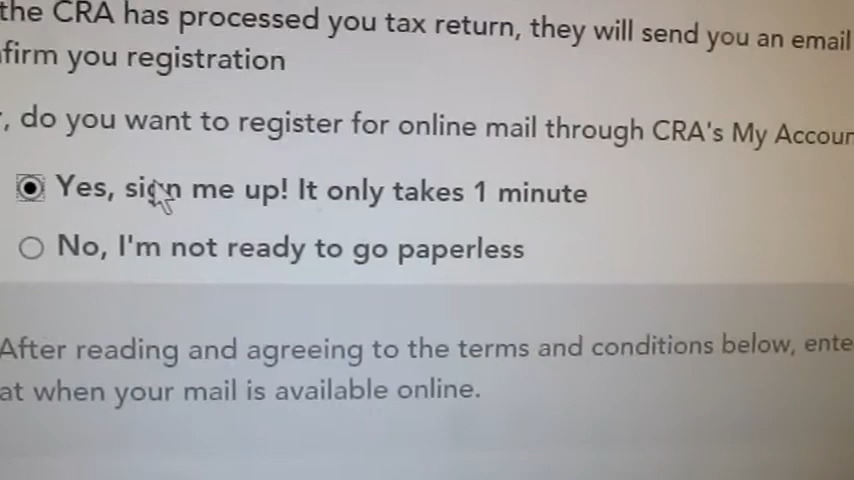 the CRA has processed you tax return, they will send you an email
firm you registration
, do you want to register for online mail through CRA's My
Yes, sign me up! It only takes 1 minute
No, I'm not ready to go paperless
After reading and agreeing to the terms and conditions below,
at when your mail is available online.